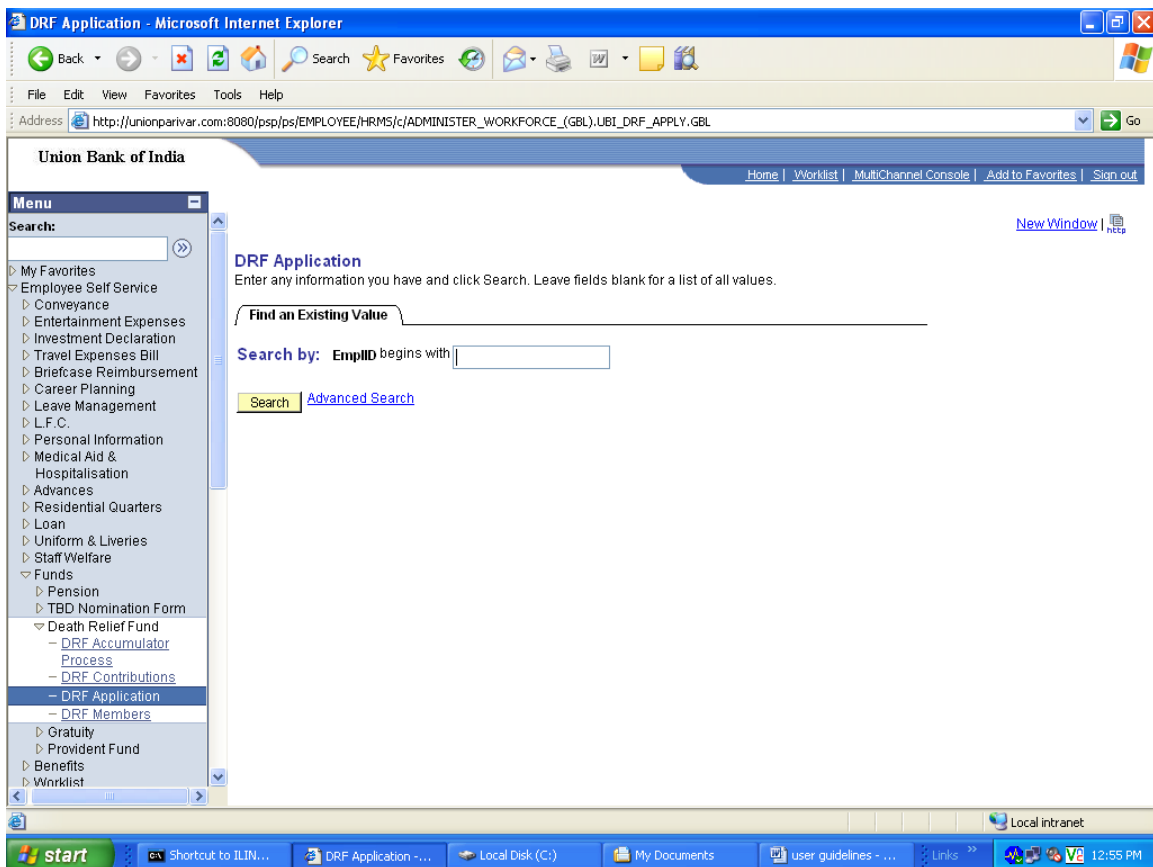 DRF Application - Microsoft Internet Explorer
Back Search Favorites
File Edit View Favorites Tools Help
Address http://unionparivar.com:8080/psp/ps/EMPLOYEE/HRMS/c/ADMINISTER_WORKFORCE_(GBL).UBI_DRF_APPLY.GBL Go
Union Bank of India
Home | Worklist | MultiChannel Console | Add to Favorites | Sign out
Menu
Search:
My Favorites
Employee Self Service
Conveyance
Entertainment Expenses
Investment Declaration
Travel Expenses Bill
Briefcase Reimbursement
Career Planning
Leave Management
L.F.C.
Personal Information
Medical Aid &
Hospitalisation
Advances
Residential Quarters
Loan
Uniform & Liveries
Staff Welfare
Funds
Pension
TBD Nomination Form
Death Relief Fund
DRF Accumulator
Process
DRF Contributions
DRF Application
DRF Members
Gratuity
Provident Fund
Benefits
Worklist
New Window | http
DRF Application
Enter any information you have and click Search. Leave fields blank for a list of all values.
Find an Existing Value
Search by: EmplID begins with
Search Advanced Search
Local intranet
start Shortcut to ILIN... DRF Application -... Local Disk (C:) My Documents user guidelines - ... Links » 12:55 PM